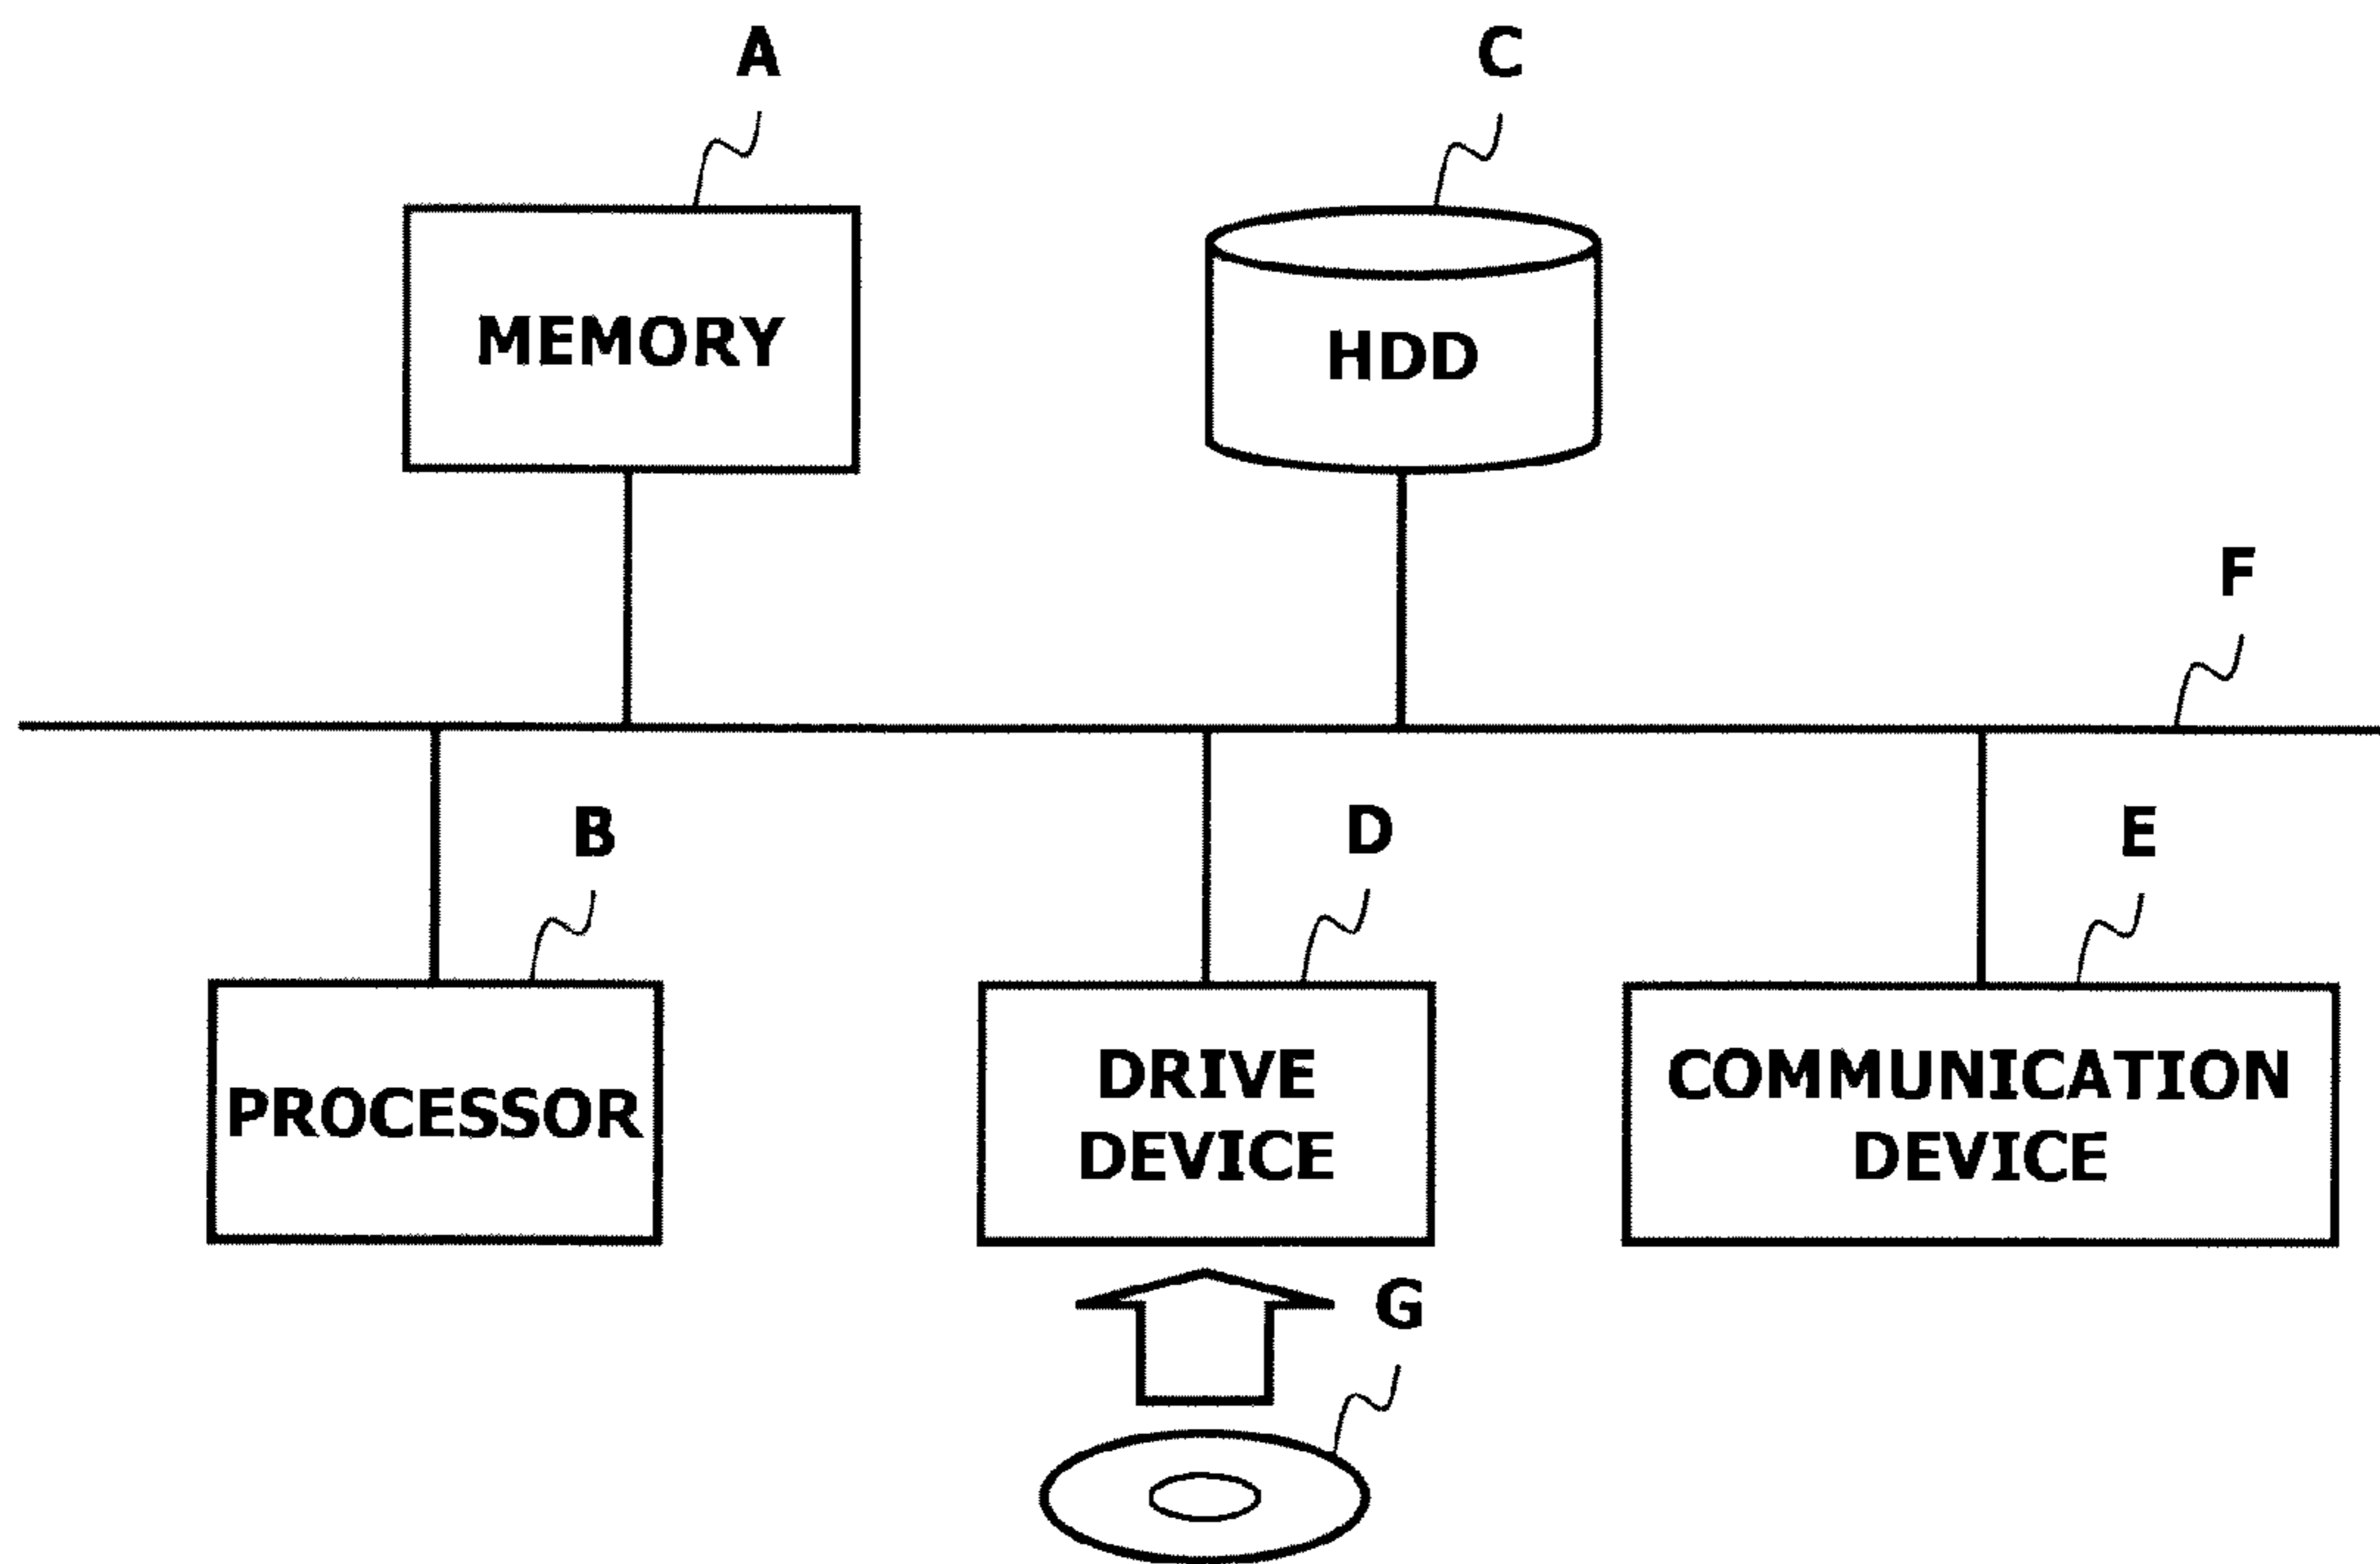 A
C
MEMORY
HDD
F
B
D
E
PROCESSOR
DRIVE
DEVICE
COMMUNICATION
DEVICE
G